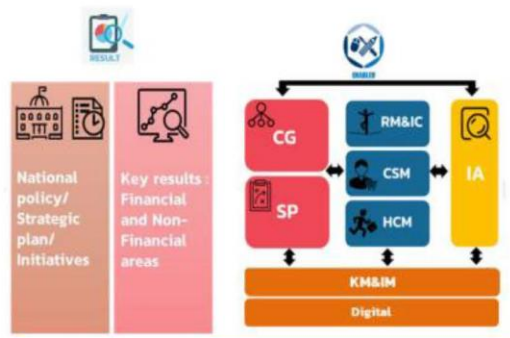 RESULT
ENABLER
National
policy/
Strategic
plan/
Initiatives
Key results :
Financial
and Non-
Financial
areas
CG
SP
RM&IC
CSM
HCM
IA
KM&IM
Digital